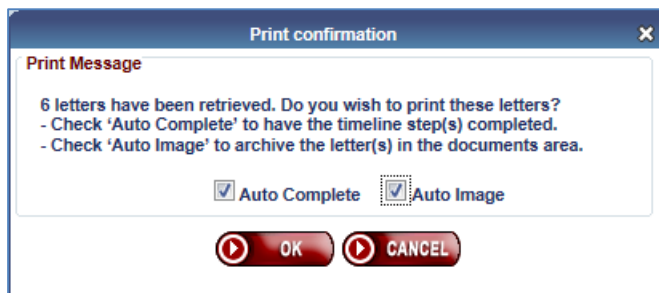 Print confirmation
Print Message
6 letters have been retrieved. Do you wish to print these letters?
- Check ‘Auto Complete’ to have the timeline step(s) completed.
- Check ‘Auto Image’ to archive the letter(s) in the documents area.
Auto Complete Auto Image
OK CANCEL